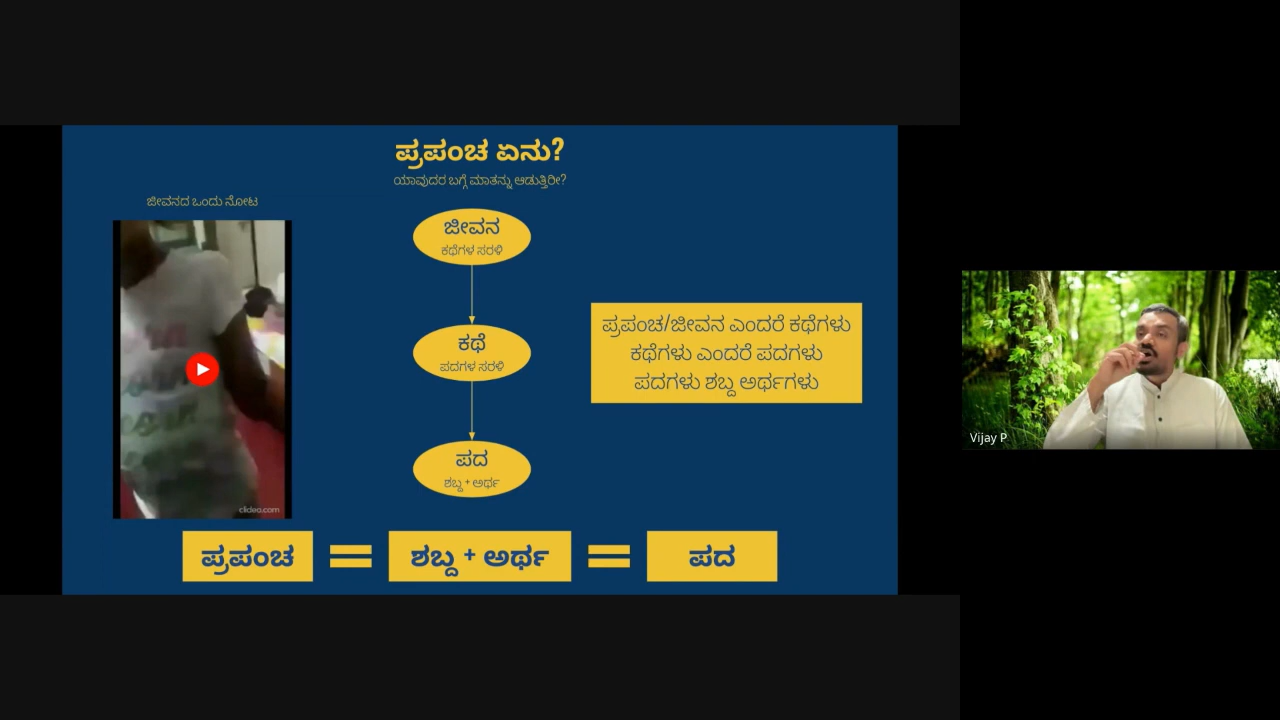 ಪ್ರಪಂಚ ಏನು?
ಯಾವುದರ ಬಗ್ಗೆ ಮಾತನ್ನು ಆಡುತ್ತಿರೀ?
ಜೀವನದ ಒಂದು ನೋಟ
ಜೀವನ
ಕಥೆಗಳ ಸರಳಿ
ಕಥೆ
ಪದಗಳ ಸರಳಿ
ಪದ
ಶಬ್ದ + ಅರ್ಥ
ಪ್ರಪಂಚ/ಜೀವನ ಎಂದರೆ ಕಥೆಗಳು
ಕಥೆಗಳು ಎಂದರೆ ಪದಗಳು
ಪದಗಳು ಶಬ್ದ ಅರ್ಥಗಳು
clideo.com
ಪ್ರಪಂಚ = ಶಬ್ದ + ಅರ್ಥ = ಪದ
Vijay P